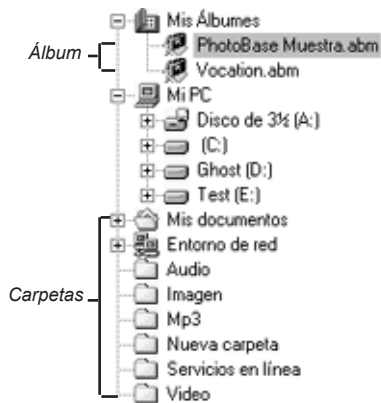 Mis Álbumes
Álbum
PhotoBase Muestra.abm
Vocation.abm
Mi PC
Disco de 3½ (A:)
(C:)
Ghost (D:)
Test (E:)
Mis documentos
Entorno de red
Audio
Carpetas
Imagen
Mp3
Nueva carpeta
Servicios en línea
Video